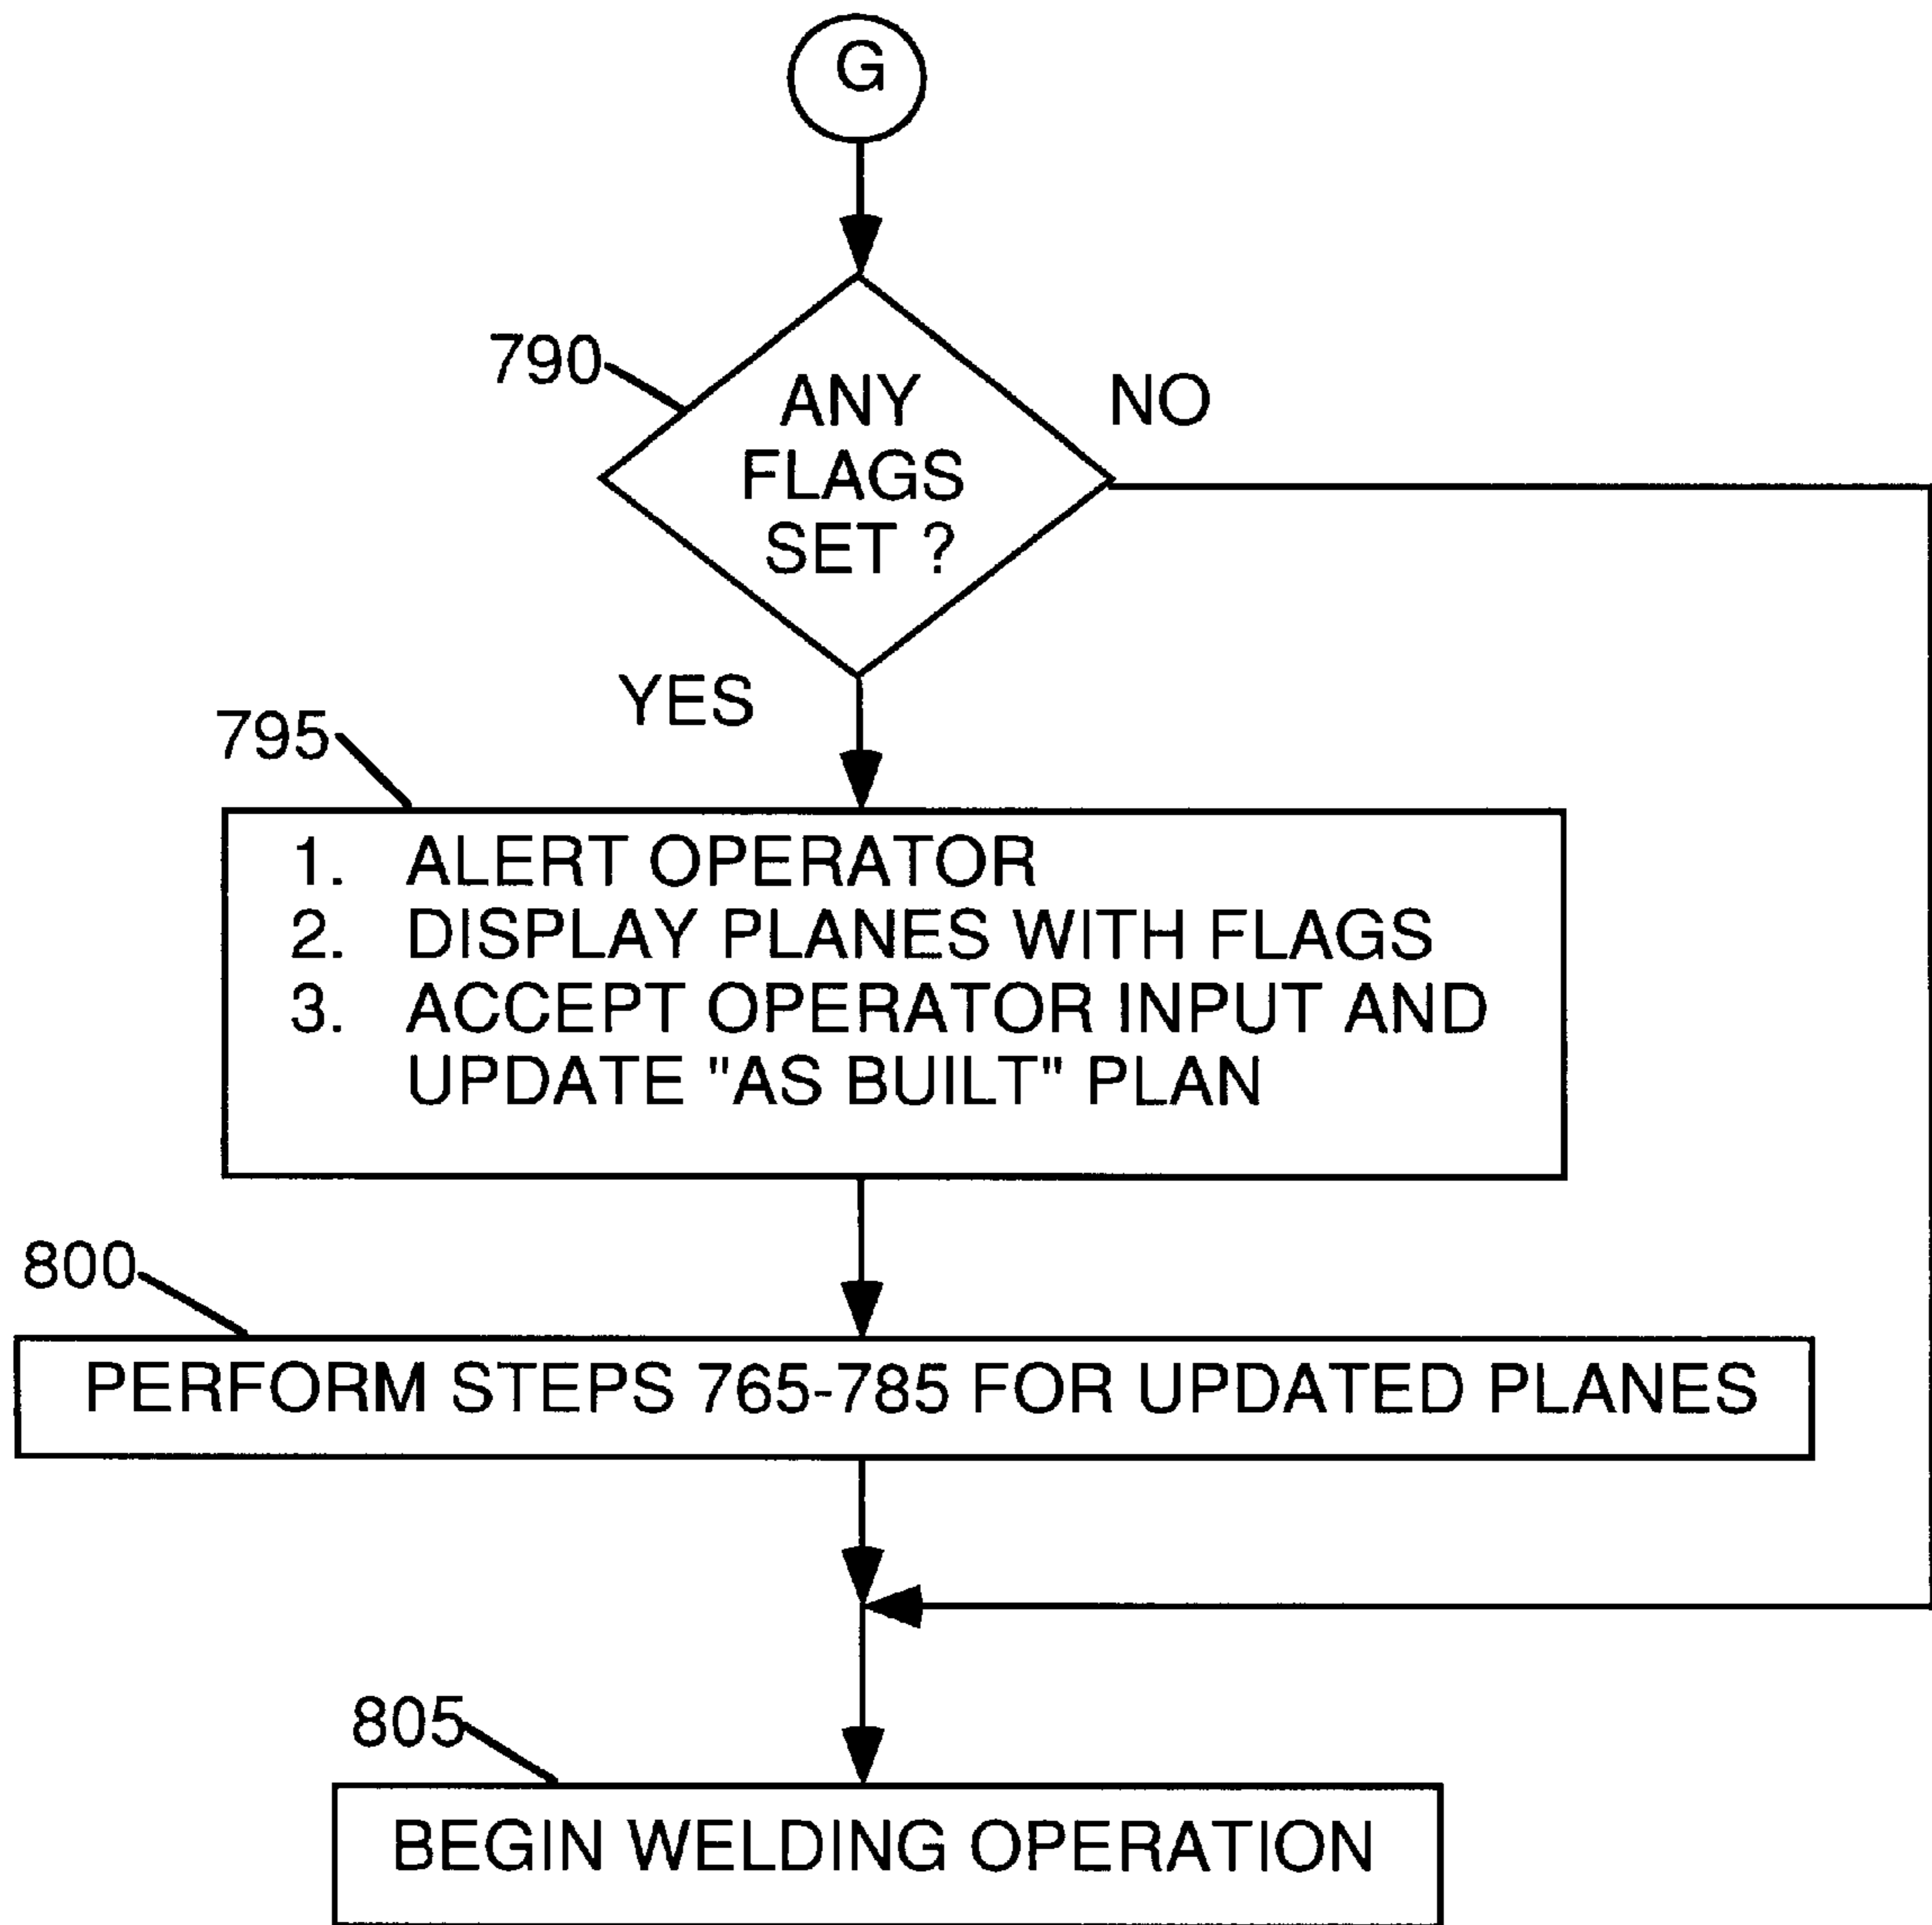 G
790
ANY
FLAGS
SET ?
NO
YES
795
1. ALERT OPERATOR
2. DISPLAY PLANES WITH FLAGS
3. ACCEPT OPERATOR INPUT AND
UPDATE "AS BUILT" PLAN
800
PERFORM STEPS 765-785 FOR UPDATED PLANES
805
BEGIN WELDING OPERATION